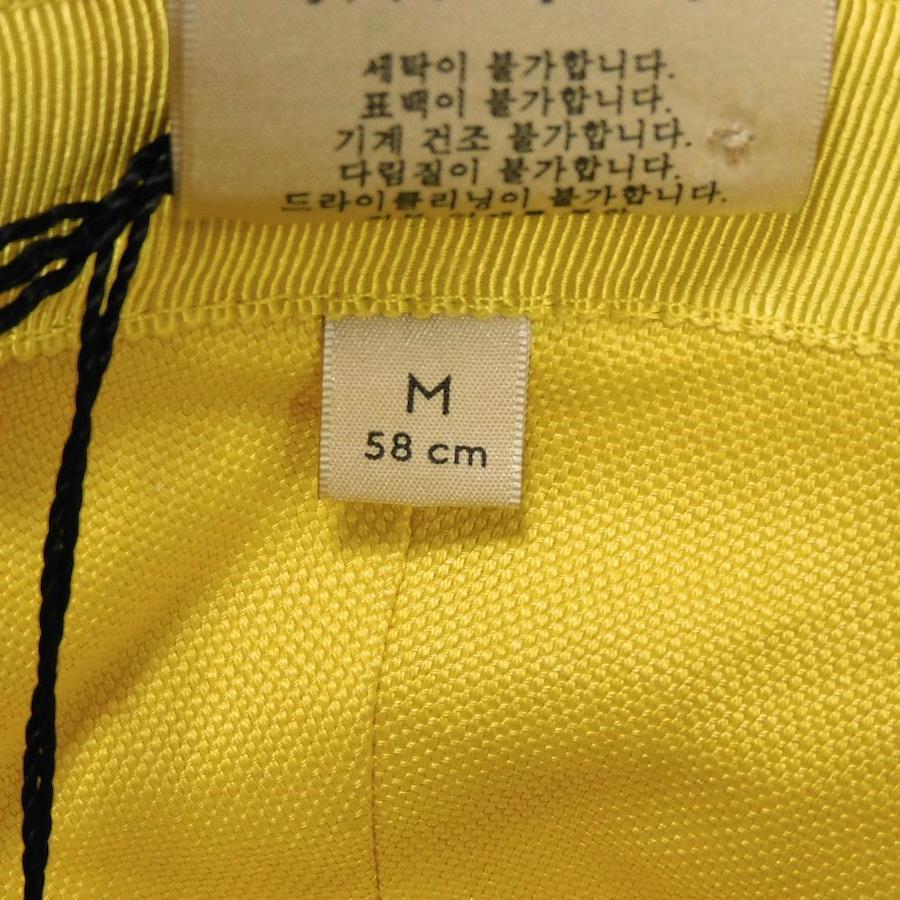 세탁이 불가합니다.
표백이 불가합니다.
기계 건조 불가합니다.
다림질이 불가합니다.
드라이클리닝이 불가합니다.
M
58 cm